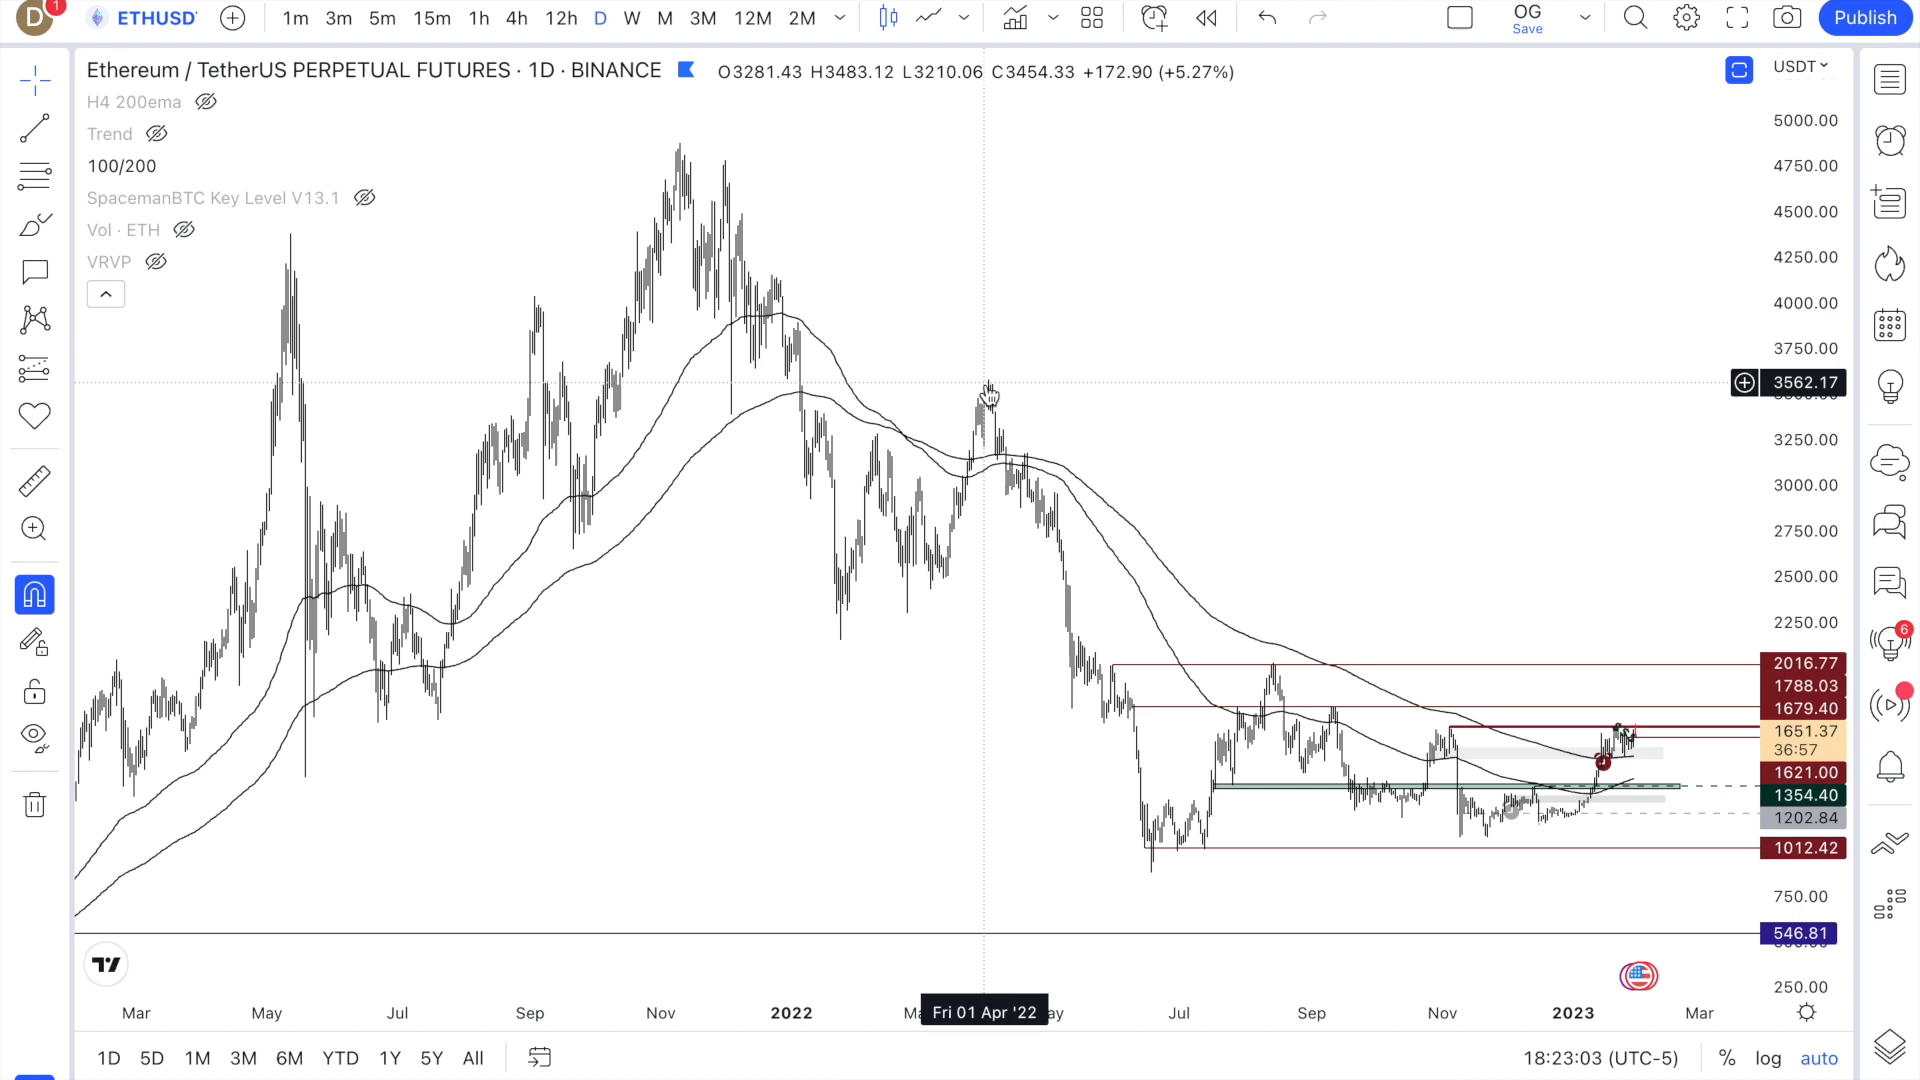 D
1
ETHUSD
1m 3m 5m 15m 1h 4h 12h D W M 3M 12M 2M
OG
Save
Publish
Ethereum / TetherUS PERPETUAL FUTURES · 1D · BINANCE
O3281.43 H3483.12 L3210.06 C3454.33 +172.90 (+5.27%)
USDT
H4 200ema
Trend
100/200
SpacemanBTC Key Level V13.1
Vol · ETH
VRVP
5000.00
4750.00
4500.00
4250.00
4000.00
3750.00
3562.17
3250.00
3000.00
2750.00
2500.00
2250.00
2016.77
1788.03
1679.40
1651.37
36:57
1621.00
1354.40
1202.84
1012.42
750.00
546.81
250.00
6
Mar May Jul Sep Nov 2022 Fri 01 Apr '22 ay Jul Sep Nov 2023 Mar
1D 5D 1M 3M 6M YTD 1Y 5Y All
18:23:03 (UTC-5) % log auto